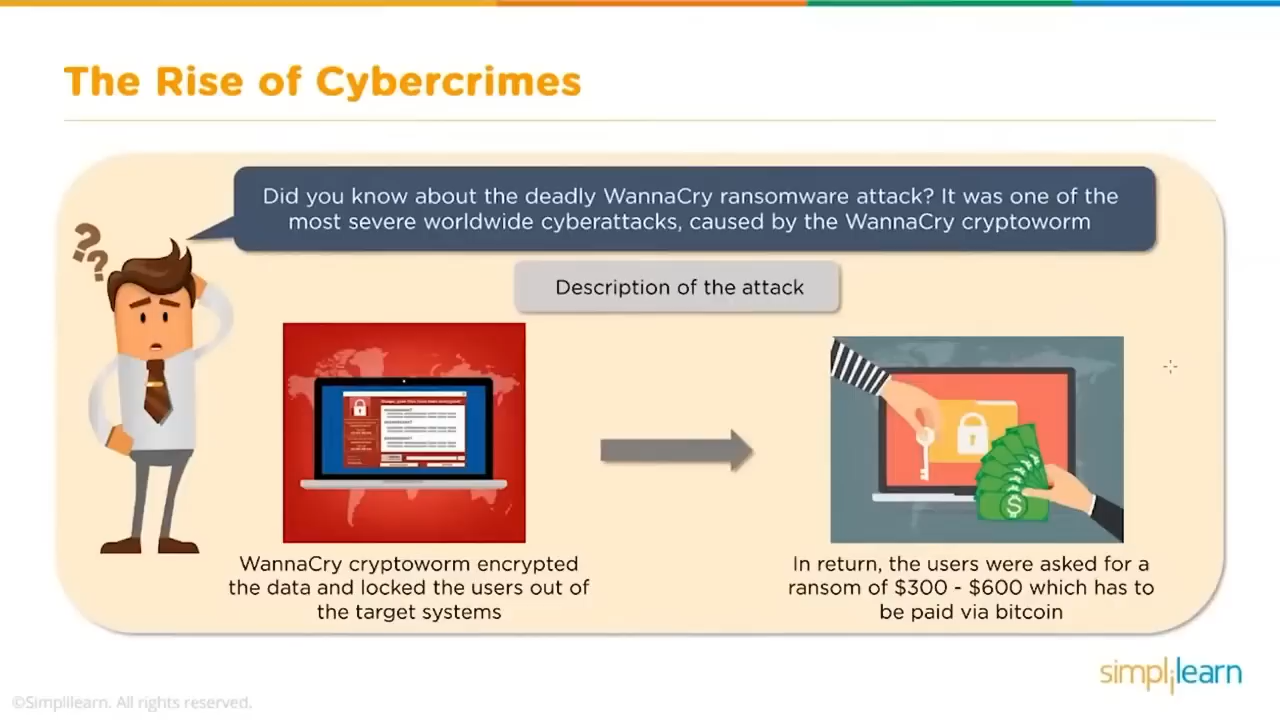 The Rise of Cybercrimes
Did you know about the deadly WannaCry ransomware attack? It was one of the
most severe worldwide cyberattacks, caused by the WannaCry cryptoworm
??
Description of the attack
$
WannaCry cryptoworm encrypted
the data and locked the users out of
the target systems
In return, the users were asked for a
ransom of $300 - $600 which has to
be paid via bitcoin
simplilearn
©Simplilearn. All rights reserved.